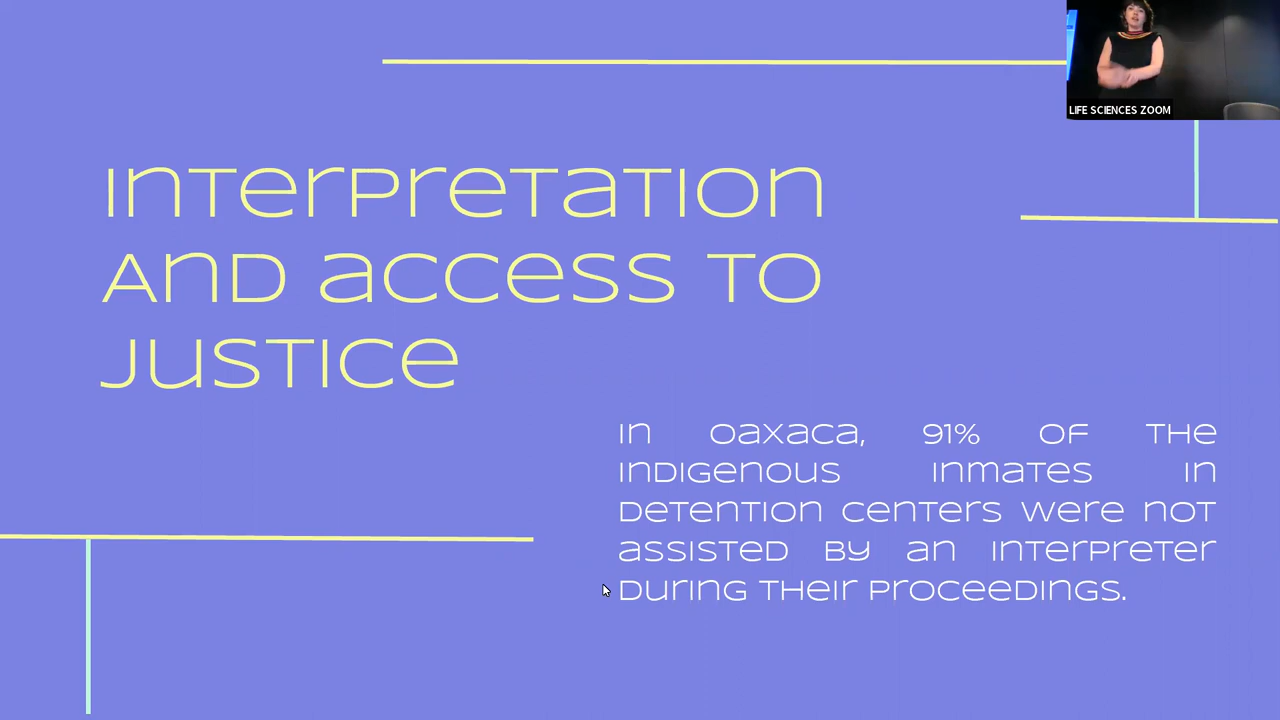 LIFE SCIENCES ZOOM
Interpretation
and access to
justice
In Oaxaca, 91% of the
indigenous inmates in
detention centers were not
assisted by an interpreter
during their proceedings.